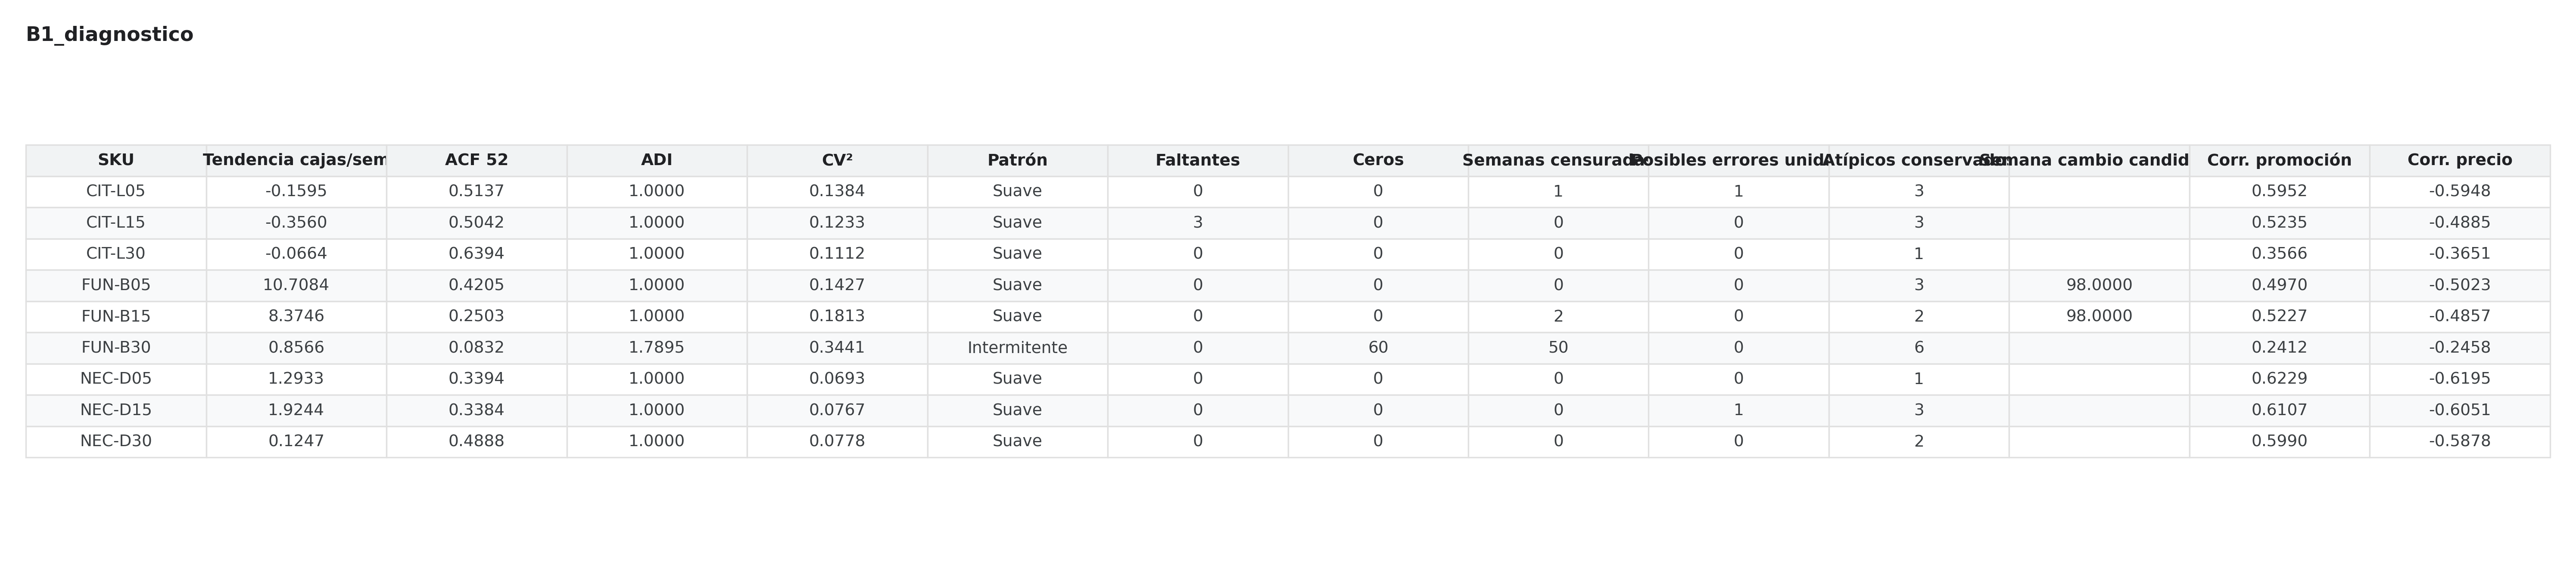 B1_diagnostico
SKU Tendencia cajas/sem ACF 52 ADI CV² Patrón Faltantes Ceros Semanas censurada Posibles errores unid Atípicos conservado Semana cambio candid Corr. promoción Corr. precio
CIT-L05 -0.1595 0.5137 1.0000 0.1384 Suave 0 0 1 1 3 0.5952 -0.5948
CIT-L15 -0.3560 0.5042 1.0000 0.1233 Suave 3 0 0 0 3 0.5235 -0.4885
CIT-L30 -0.0664 0.6394 1.0000 0.1112 Suave 0 0 0 0 1 0.3566 -0.3651
FUN-B05 10.7084 0.4205 1.0000 0.1427 Suave 0 0 0 0 3 98.0000 0.4970 -0.5023
FUN-B15 8.3746 0.2503 1.0000 0.1813 Suave 0 0 2 0 2 98.0000 0.5227 -0.4857
FUN-B30 0.8566 0.0832 1.7895 0.3441 Intermitente 0 60 50 0 6 0.2412 -0.2458
NEC-D05 1.2933 0.3394 1.0000 0.0693 Suave 0 0 0 0 1 0.6229 -0.6195
NEC-D15 1.9244 0.3384 1.0000 0.0767 Suave 0 0 0 1 3 0.6107 -0.6051
NEC-D30 0.1247 0.4888 1.0000 0.0778 Suave 0 0 0 0 2 0.5990 -0.5878